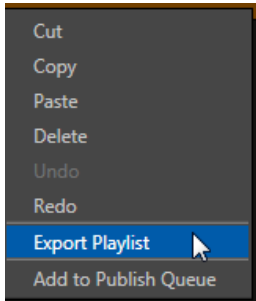 Cut
Copy
Paste
Delete
Undo
Redo
Export Playlist
Add to Publish Queue